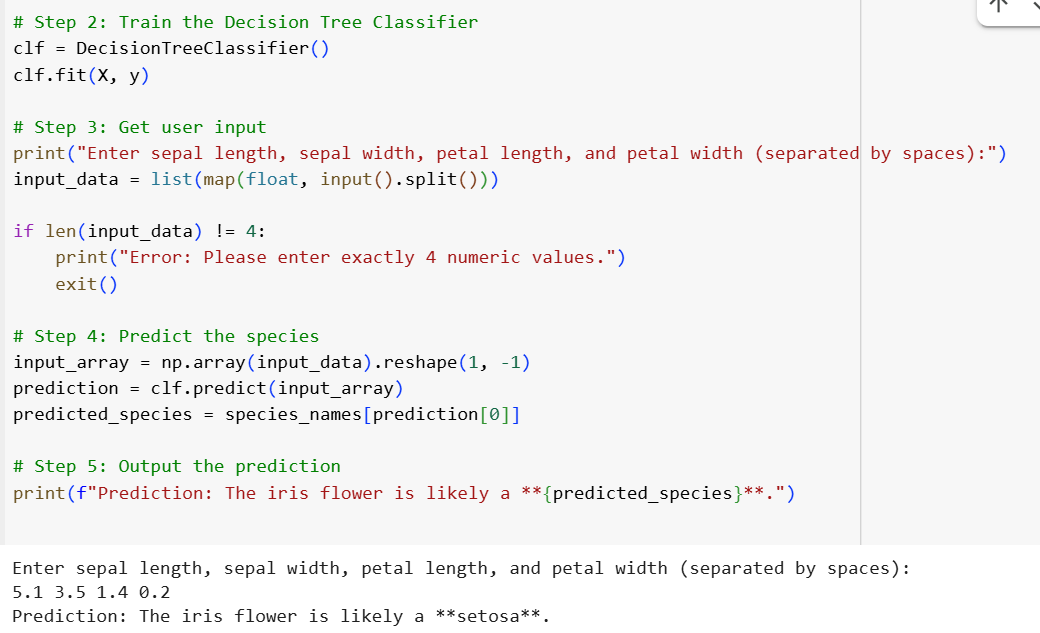 # Step 2: Train the Decision Tree Classifier
clf = DecisionTreeClassifier()
clf.fit(X, y)

# Step 3: Get user input
print("Enter sepal length, sepal width, petal length, and petal width (separated by spaces):")
input_data = list(map(float, input().split()))

if len(input_data) != 4:
    print("Error: Please enter exactly 4 numeric values.")
    exit()

# Step 4: Predict the species
input_array = np.array(input_data).reshape(1, -1)
prediction = clf.predict(input_array)
predicted_species = species_names[prediction[0]]

# Step 5: Output the prediction
print(f"Prediction: The iris flower is likely a **{predicted_species}**.")

Enter sepal length, sepal width, petal length, and petal width (separated by spaces):
5.1 3.5 1.4 0.2
Prediction: The iris flower is likely a **setosa**.